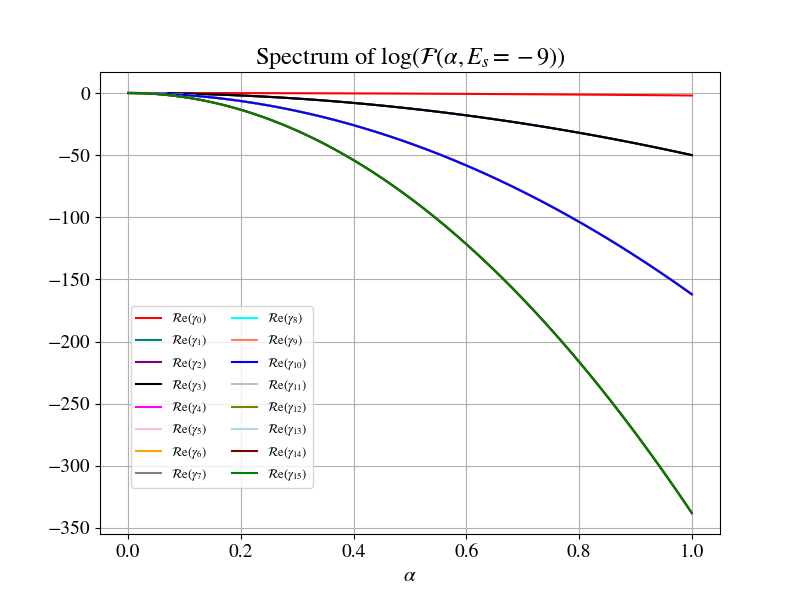 Spectrum of log(ℱ(α, E_s = −9))
0
−50
−100
−150
−200
−250
−300
−350
0.0 0.2 0.4 0.6 0.8 1.0
α
ℛe(γ₀) ℛe(γ₈)
ℛe(γ₁) ℛe(γ₉)
ℛe(γ₂) ℛe(γ₁₀)
ℛe(γ₃) ℛe(γ₁₁)
ℛe(γ₄) ℛe(γ₁₂)
ℛe(γ₅) ℛe(γ₁₃)
ℛe(γ₆) ℛe(γ₁₄)
ℛe(γ₇) ℛe(γ₁₅)